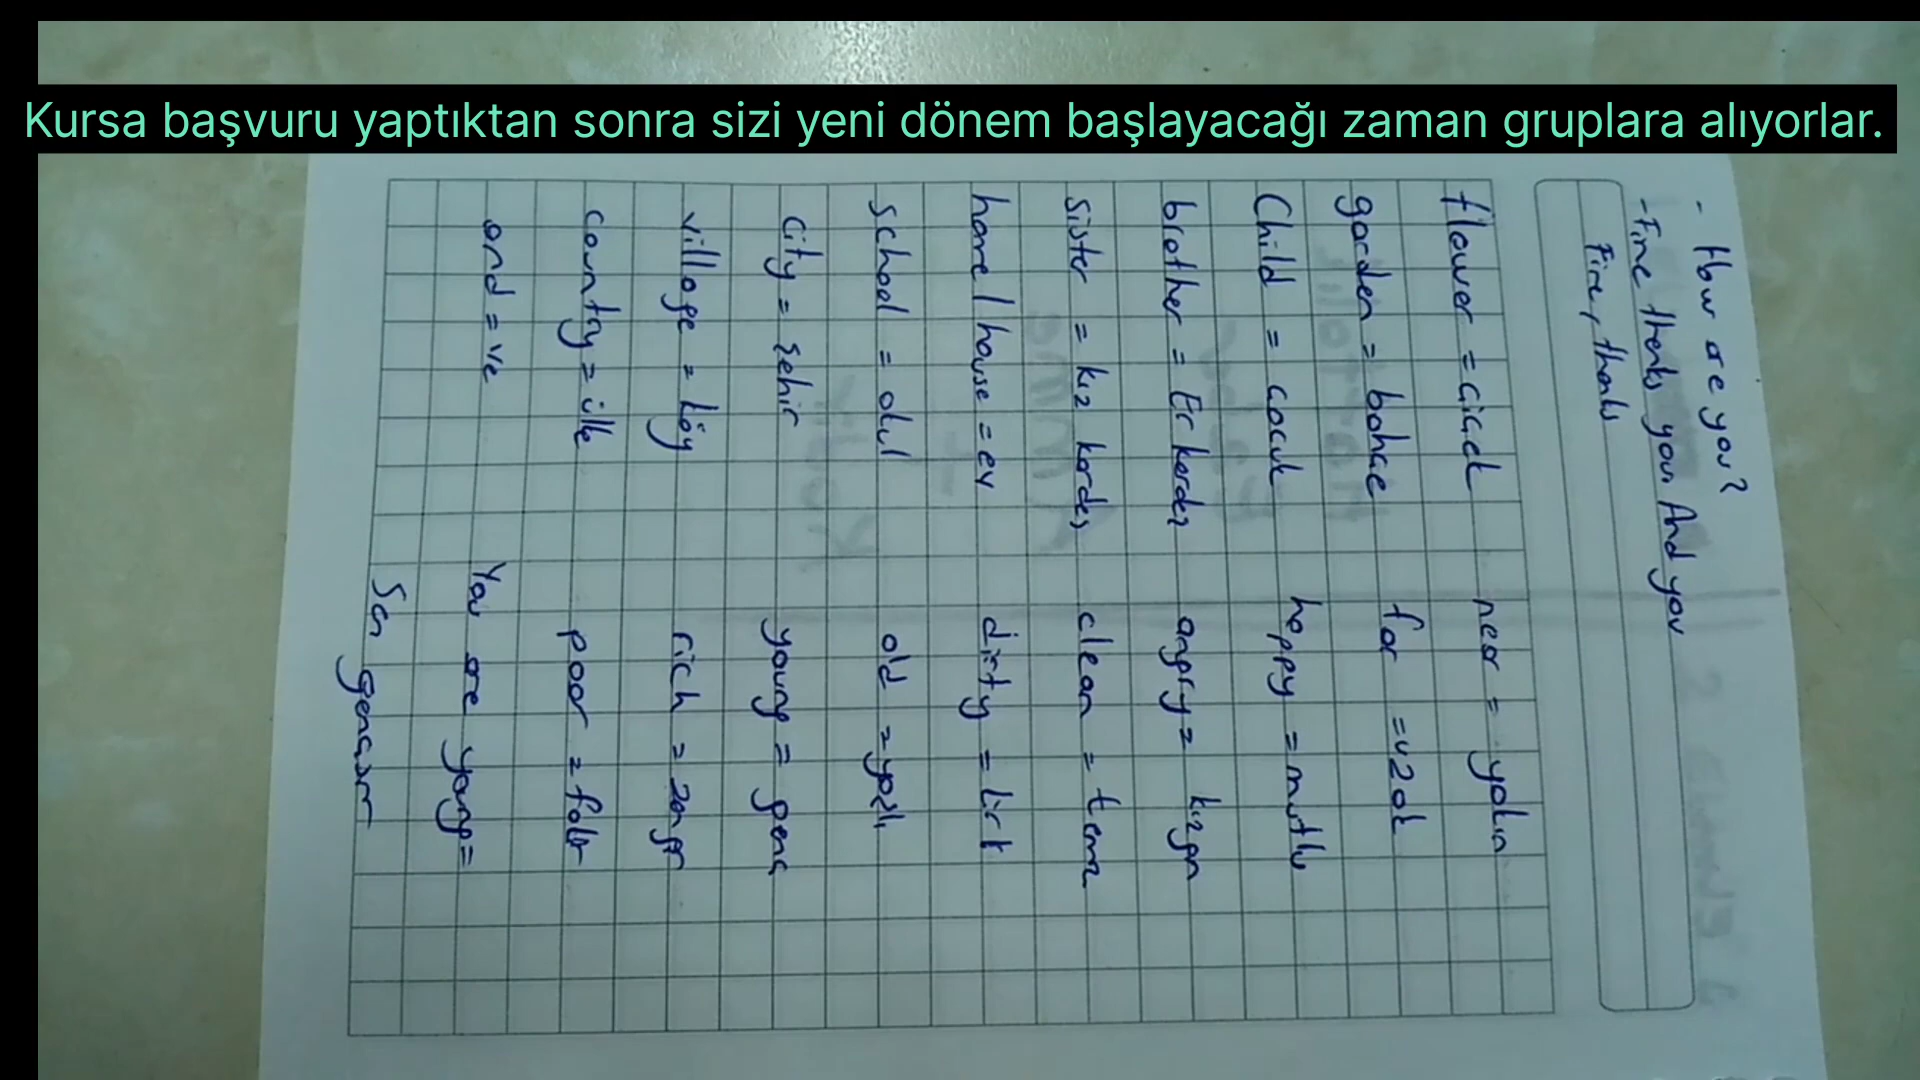 Kursa başvuru yaptıktan sonra sizi yeni dönem başlayacağı zaman gruplara alıyorlar.
- How are you?
- Fine thanks you. And you
Fine, thanks
flower = çiçek
garden = bahçe
Child = çocuk
brother = Er kardeş
sister = kız kardeş
home / house = ev
School = okul
city = şehir
village = köy
country = ülke
and = ve
near = yakın
far = uzak
happy = mutlu
angry = kızgın
clean = temiz
dirty = kirli
old = yaşlı
young = genç
rich = zengin
poor = fakir
You are young =
Sen gençsin